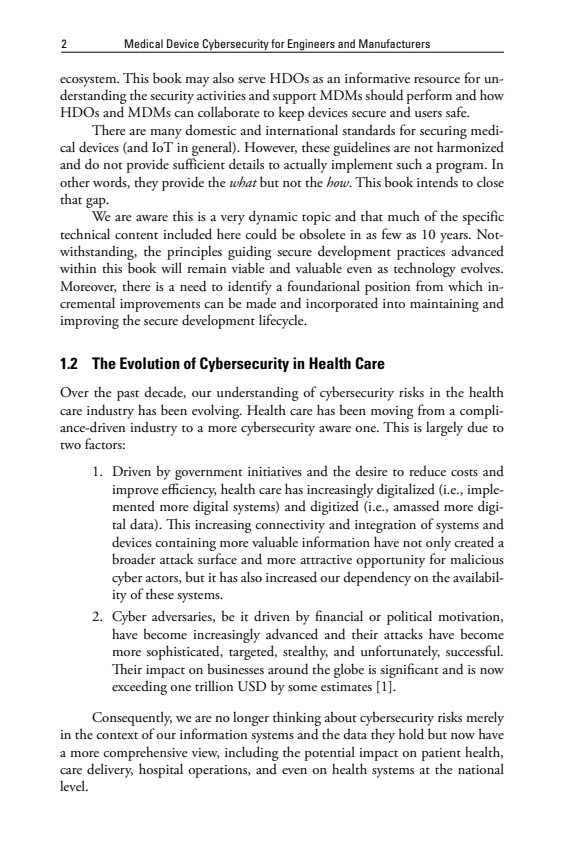 2 Medical Device Cybersecurity for Engineers and Manufacturers
ecosystem. This book may also serve HDOs as an informative resource for un-
derstanding the security activities and support MDMs should perform and how
HDOs and MDMs can collaborate to keep devices secure and users safe.
There are many domestic and international standards for securing medi-
cal devices (and IoT in general). However, these guidelines are not harmonized
and do not provide sufficient details to actually implement such a program. In
other words, they provide the what but not the how. This book intends to close
that gap.
We are aware this is a very dynamic topic and that much of the specific
technical content included here could be obsolete in as few as 10 years. Not-
withstanding, the principles guiding secure development practices advanced
within this book will remain viable and valuable even as technology evolves.
Moreover, there is a need to identify a foundational position from which in-
cremental improvements can be made and incorporated into maintaining and
improving the secure development lifecycle.
1.2 The Evolution of Cybersecurity in Health Care
Over the past decade, our understanding of cybersecurity risks in the health
care industry has been evolving. Health care has been moving from a compli-
ance-driven industry to a more cybersecurity aware one. This is largely due to
two factors:
1. Driven by government initiatives and the desire to reduce costs and
improve efficiency, health care has increasingly digitalized (i.e., imple-
mented more digital systems) and digitized (i.e., amassed more digi-
tal data). This increasing connectivity and integration of systems and
devices containing more valuable information have not only created a
broader attack surface and more attractive opportunity for malicious
cyber actors, but it has also increased our dependency on the availabil-
ity of these systems.
2. Cyber adversaries, be it driven by financial or political motivation,
have become increasingly advanced and their attacks have become
more sophisticated, targeted, stealthy, and unfortunately, successful.
Their impact on businesses around the globe is significant and is now
exceeding one trillion USD by some estimates [1].
Consequently, we are no longer thinking about cybersecurity risks merely
in the context of our information systems and the data they hold but now have
a more comprehensive view, including the potential impact on patient health,
care delivery, hospital operations, and even on health systems at the national
level.